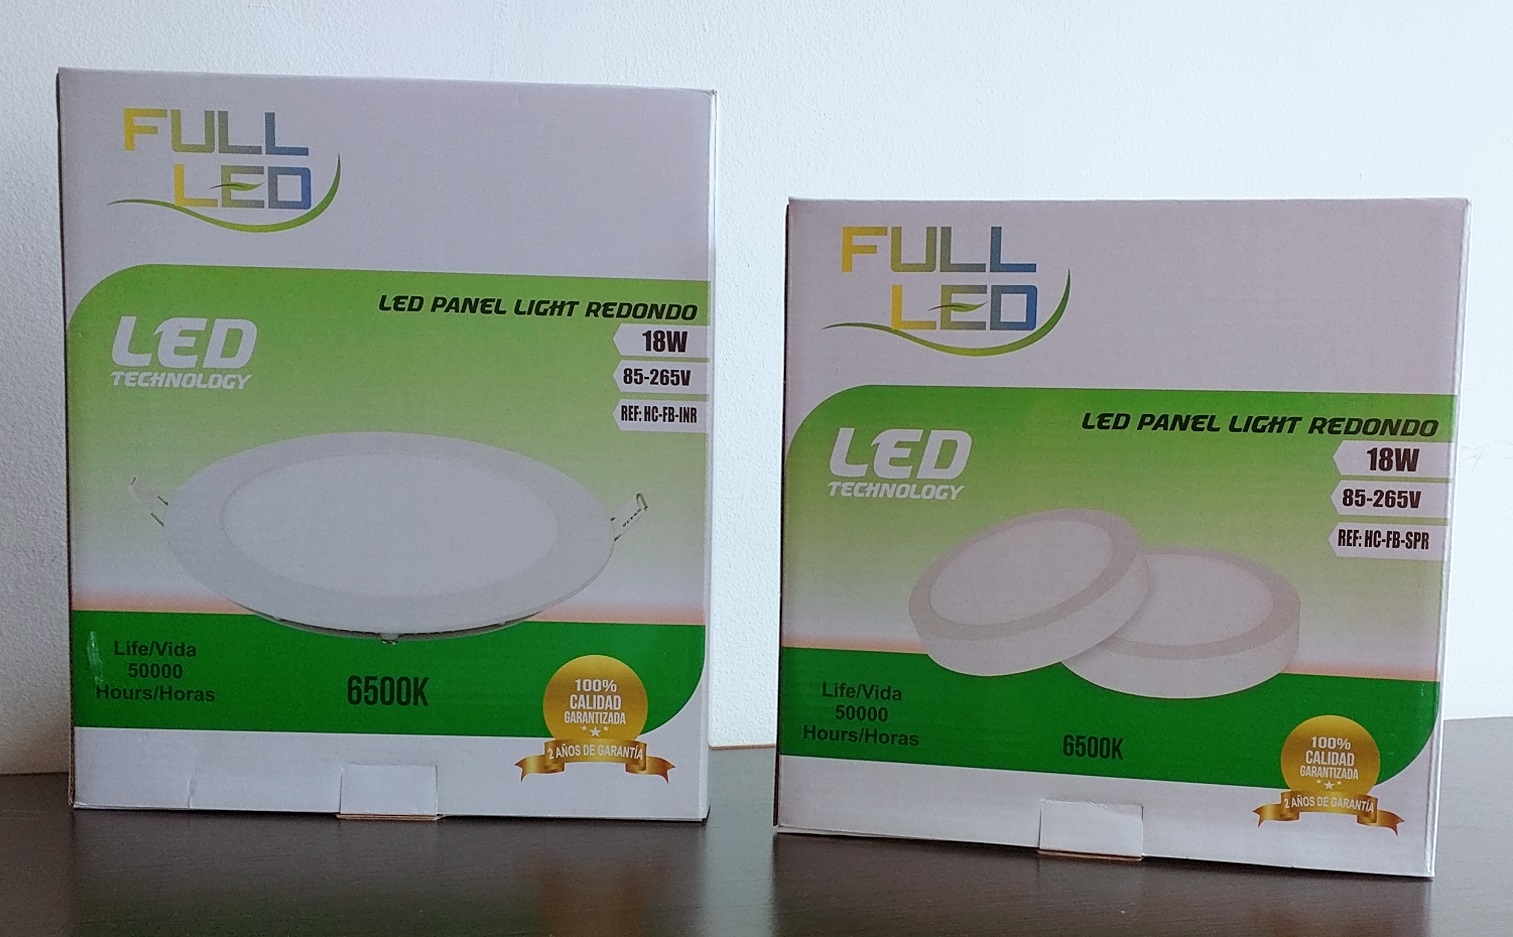 FULL
LED
LED PANEL LIGHT REDONDO
LED
TECHNOLOGY
18W
85-265V
REF: HC-FB-INR
Life/Vida
50000
Hours/Horas
6500K
100%
CALIDAD
GARANTIZADA
2 AÑOS DE GARANTÍA
FULL
LED
LED PANEL LIGHT REDONDO
LED
TECHNOLOGY
18W
85-265V
REF: HC-FB-SPR
Life/Vida
50000
Hours/Horas
6500K
100%
CALIDAD
GARANTIZADA
2 AÑOS DE GARANTÍA